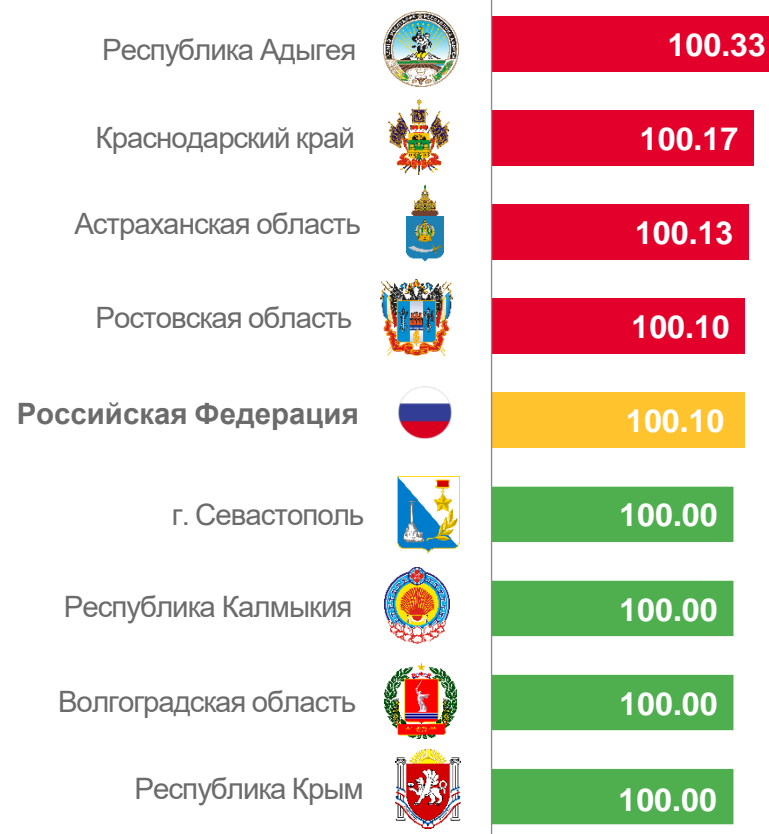 Республика Адыгея 100.33
Краснодарский край 100.17
Астраханская область 100.13
Ростовская область 100.10
Российская Федерация 100.10
г. Севастополь 100.00
Республика Калмыкия 100.00
Волгоградская область 100.00
Республика Крым 100.00